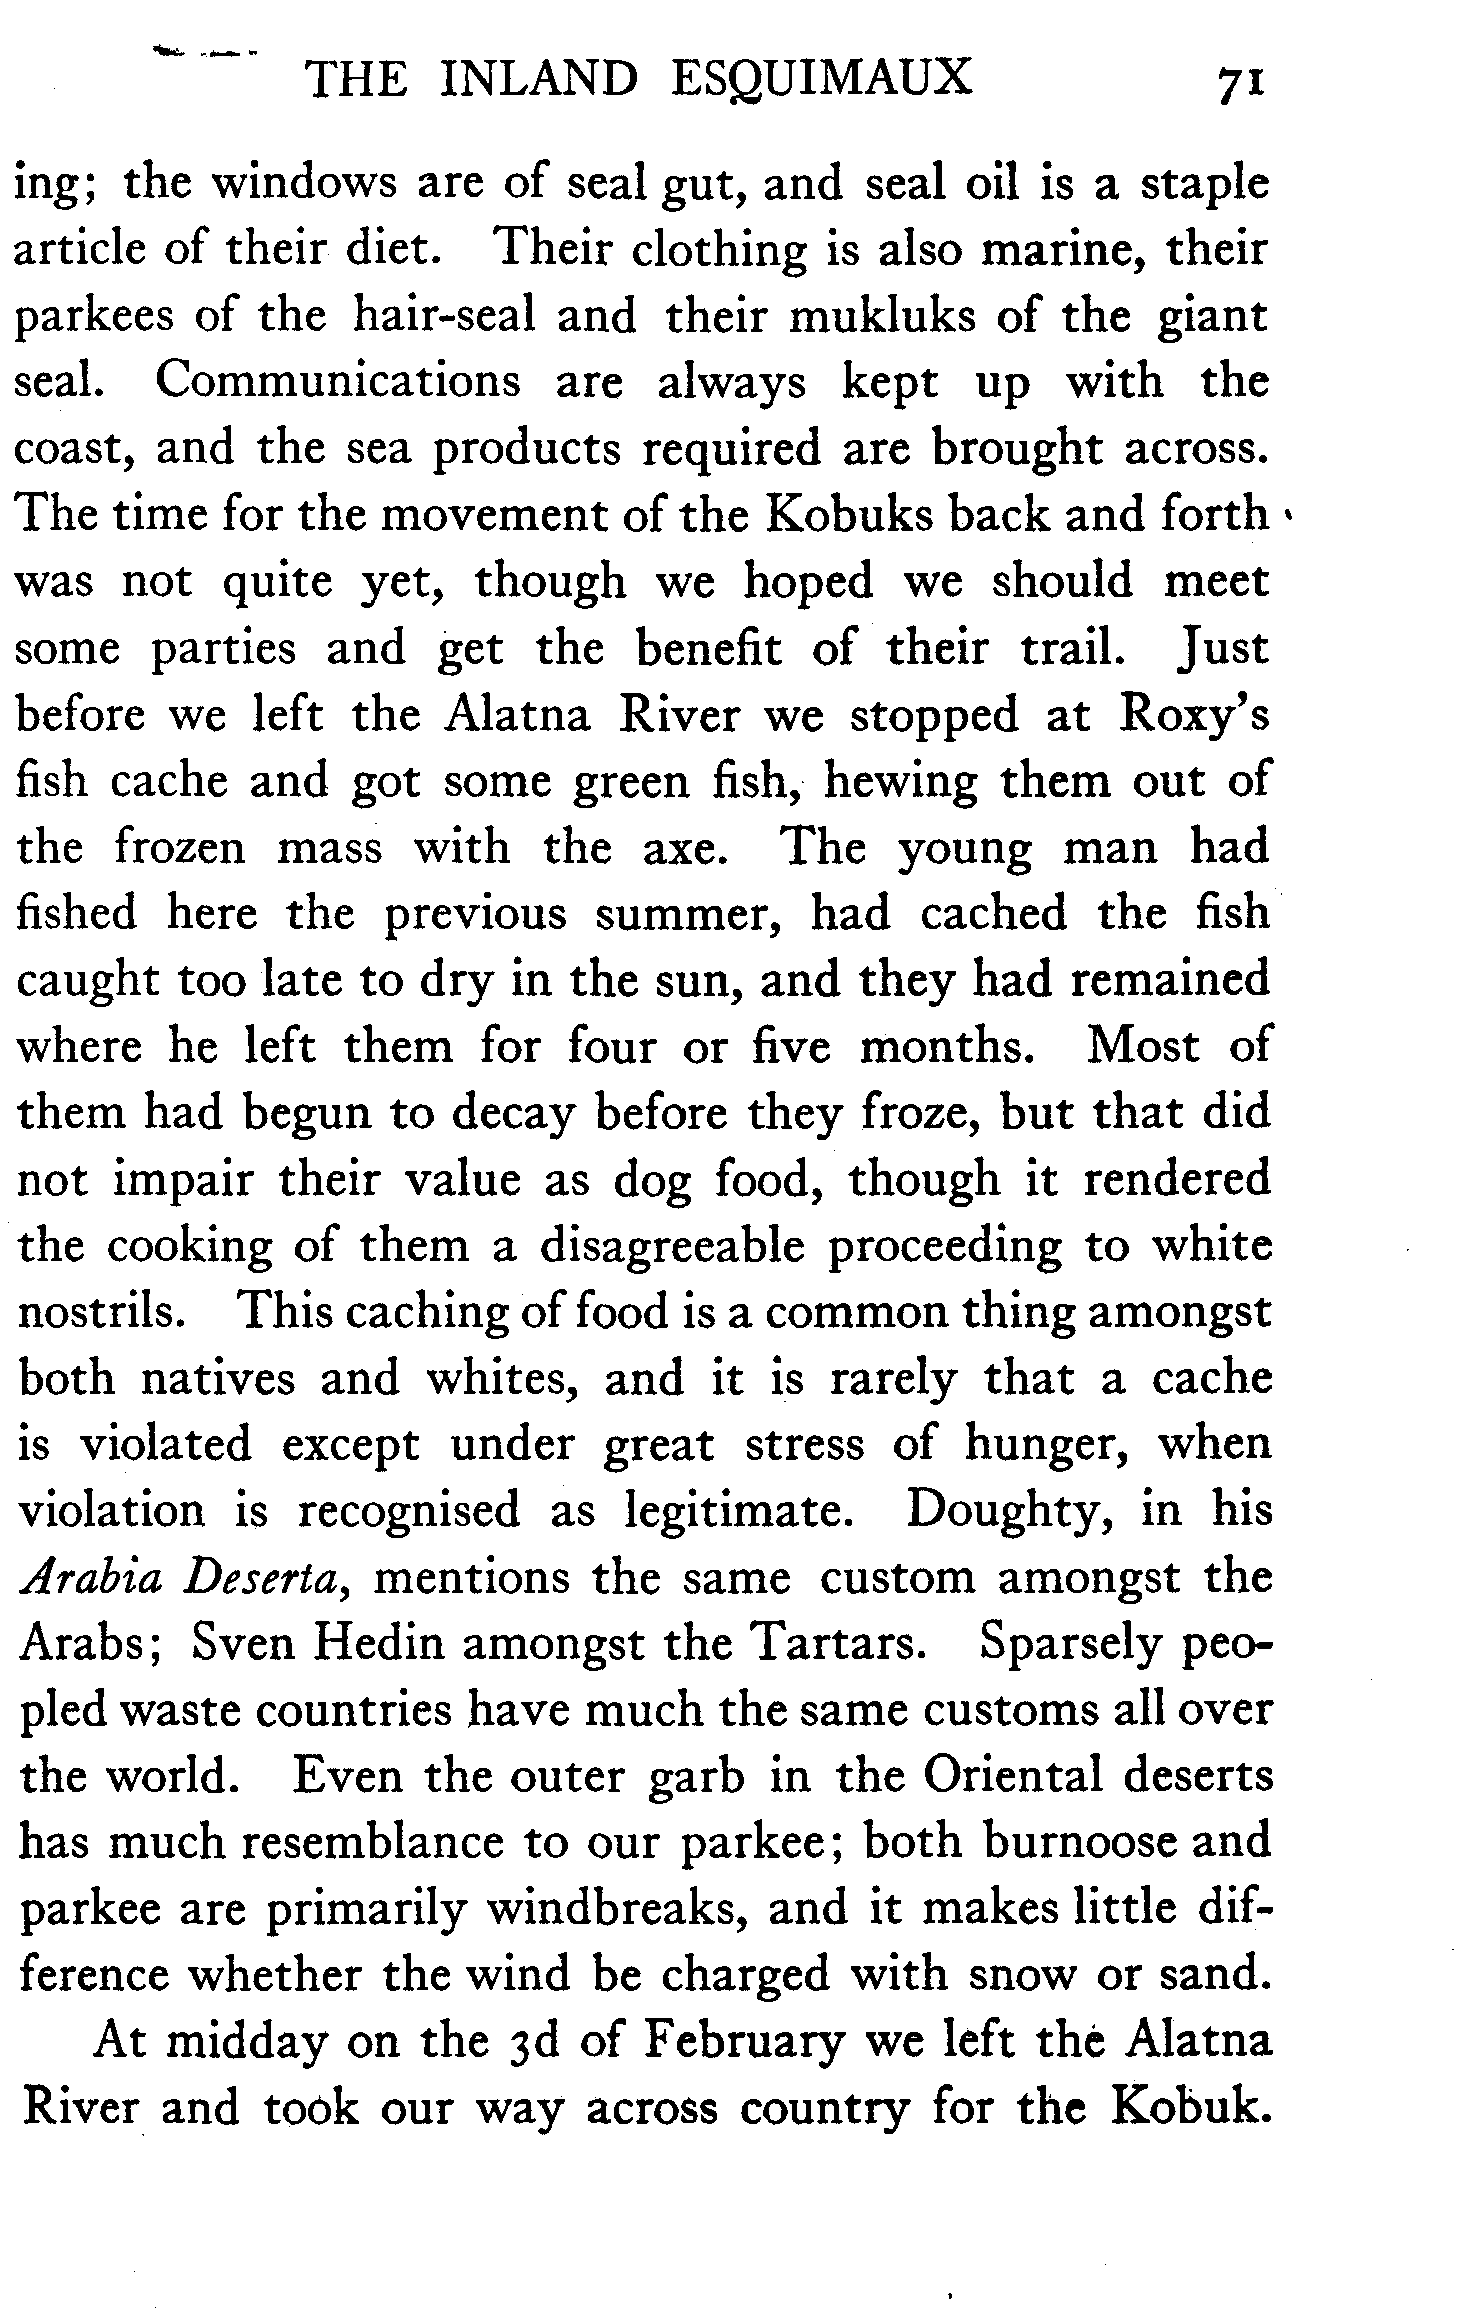 THE INLAND ESQUIMAUX 71
ing; the windows are of seal gut, and seal oil is a staple
article of their diet. Their clothing is also marine, their
parkees of the hair-seal and their mukluks of the giant
seal. Communications are always kept up with the
coast, and the sea products required are brought across.
The time for the movement of the Kobuks back and forth
was not quite yet, though we hoped we should meet
some parties and get the benefit of their trail. Just
before we left the Alatna River we stopped at Roxy's
fish cache and got some green fish, hewing them out of
the frozen mass with the axe. The young man had
fished here the previous summer, had cached the fish
caught too late to dry in the sun, and they had remained
where he left them for four or five months. Most of
them had begun to decay before they froze, but that did
not impair their value as dog food, though it rendered
the cooking of them a disagreeable proceeding to white
nostrils. This caching of food is a common thing amongst
both natives and whites, and it is rarely that a cache
is violated except under great stress of hunger, when
violation is recognised as legitimate. Doughty, in his
Arabia Deserta, mentions the same custom amongst the
Arabs; Sven Hedin amongst the Tartars. Sparsely peo-
pled waste countries have much the same customs all over
the world. Even the outer garb in the Oriental deserts
has much resemblance to our parkee; both burnoose and
parkee are primarily windbreaks, and it makes little dif-
ference whether the wind be charged with snow or sand.
At midday on the 3d of February we left the Alatna
River and took our way across country for the Kobuk.